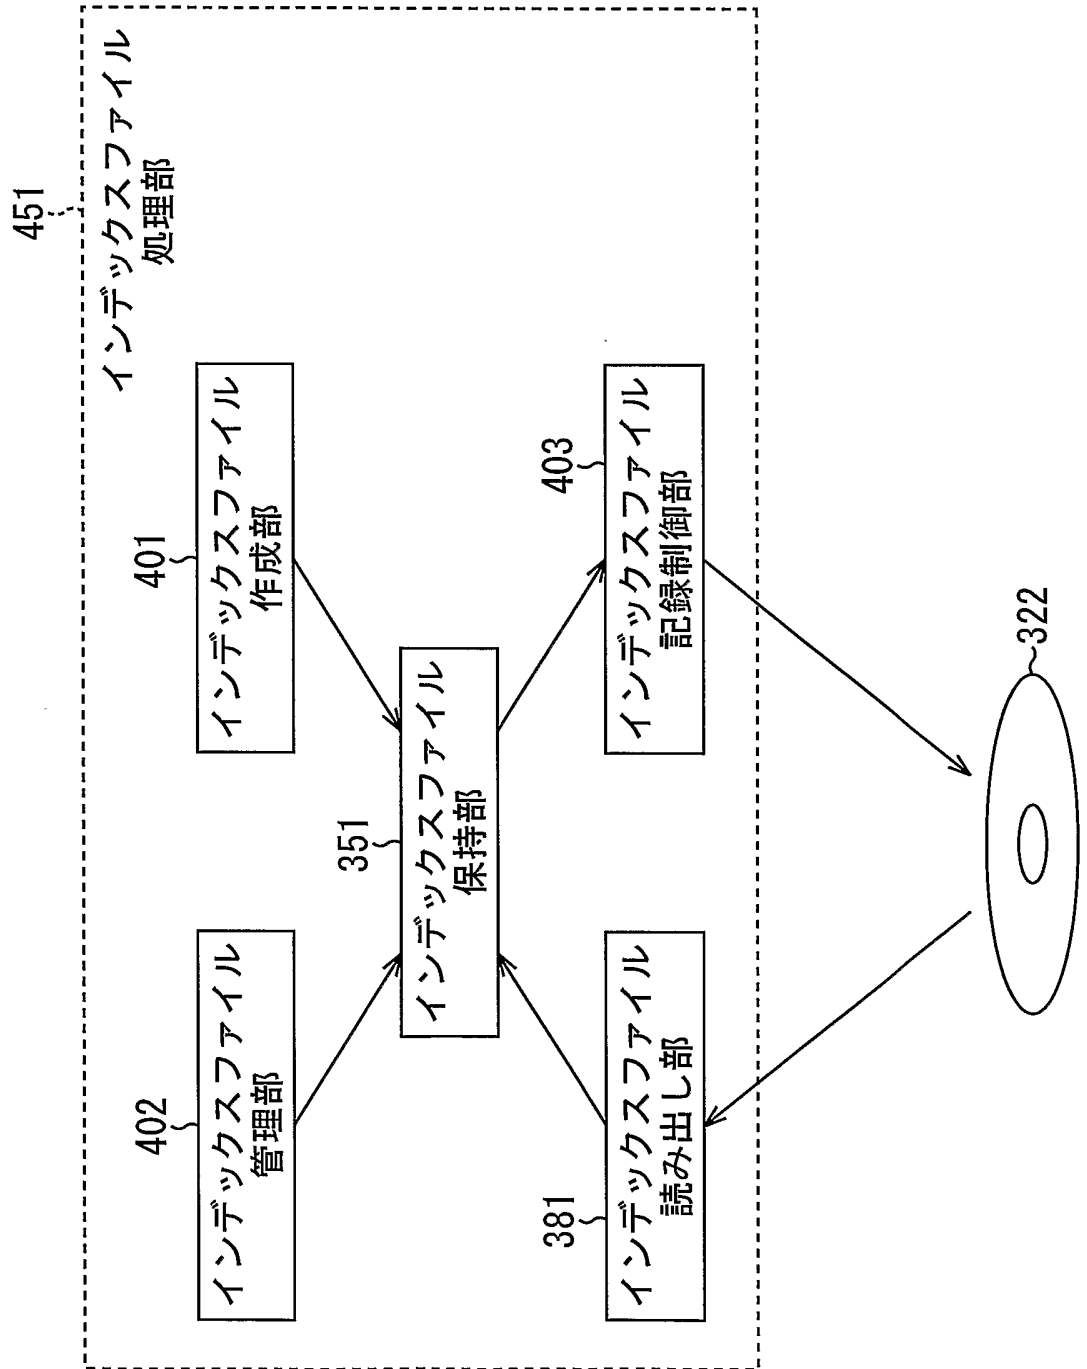 451
インデックスファイル
処理部
402
インデックスファイル
管理部
401
インデックスファイル
作成部
351
インデックスファイル
保持部
381
インデックスファイル
読み出し部
403
インデックスファイル
記録制御部
322